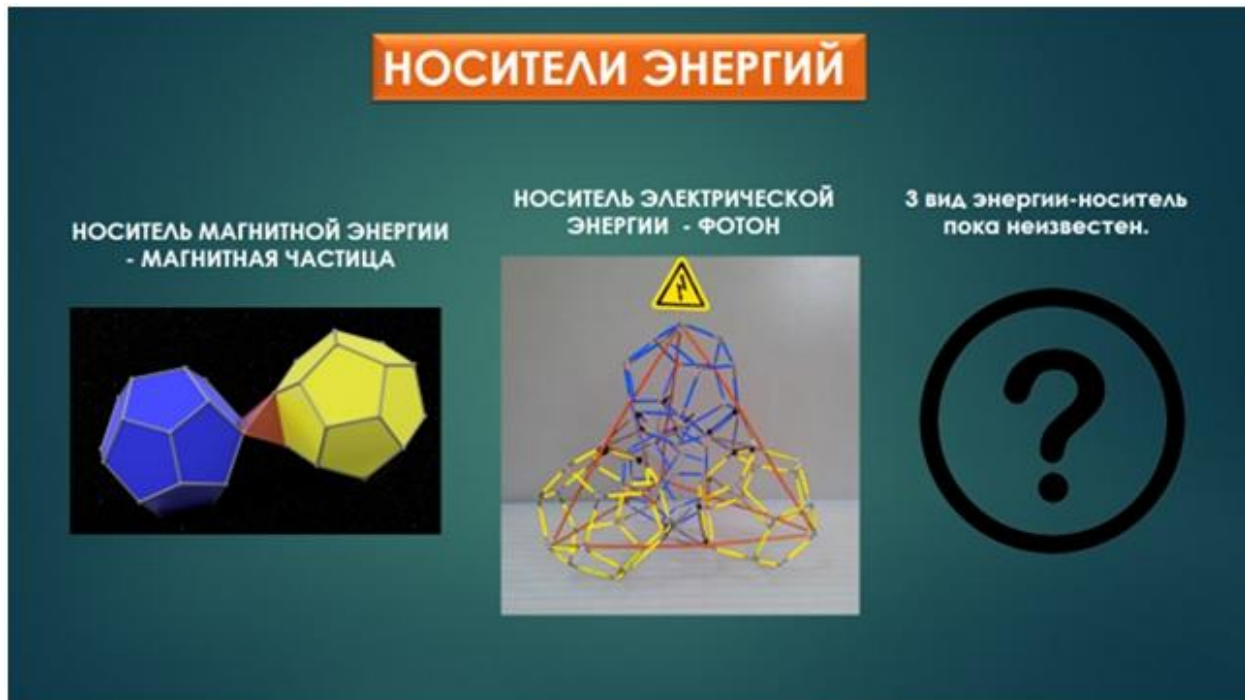 НОСИТЕЛИ ЭНЕРГИЙ
НОСИТЕЛЬ МАГНИТНОЙ ЭНЕРГИИ
- МАГНИТНАЯ ЧАСТИЦА
НОСИТЕЛЬ ЭЛЕКТРИЧЕСКОЙ
ЭНЕРГИИ - ФОТОН
3 вид энергии-носитель
пока неизвестен.
?